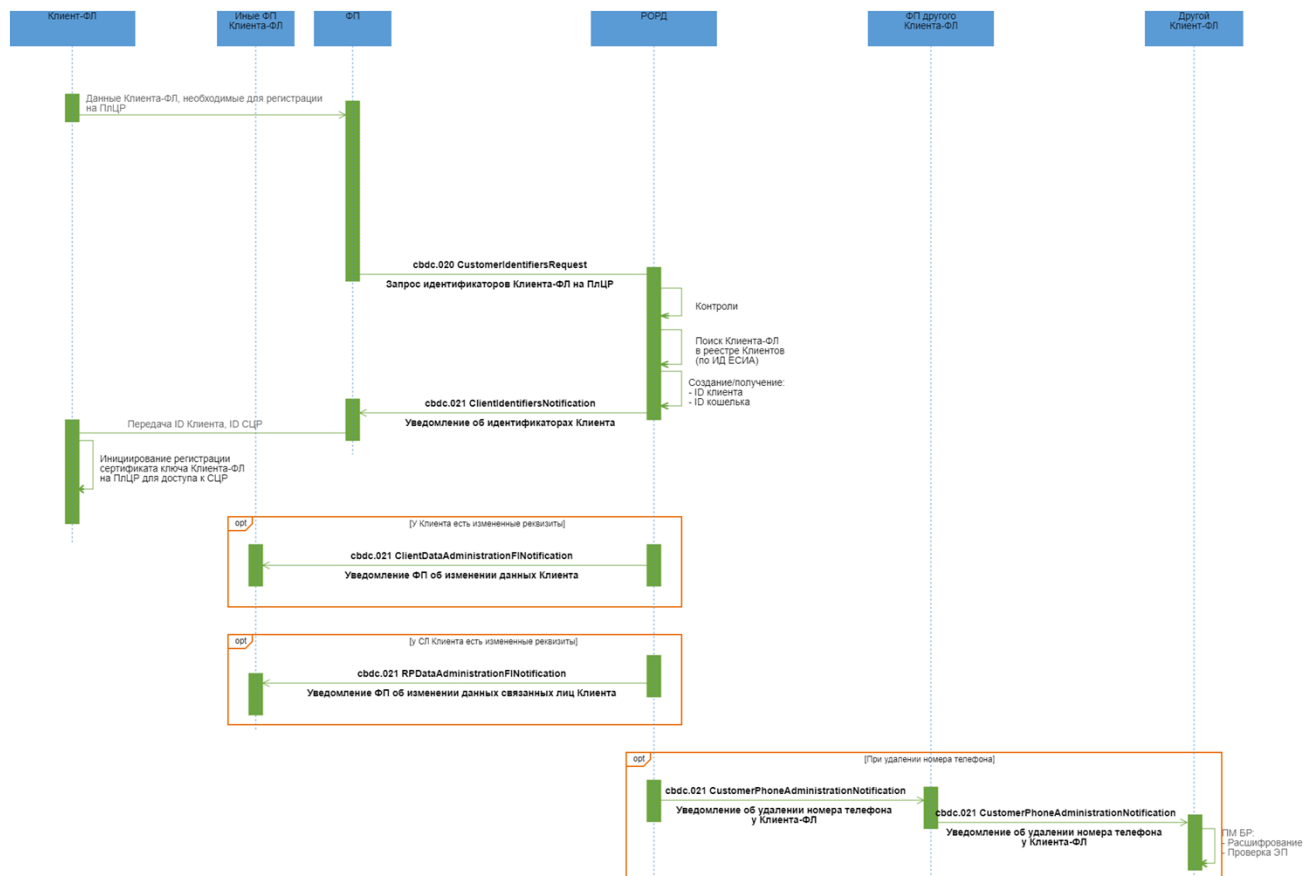 Клиент-ФЛ
Иные ФП
Клиента-ФЛ
ФП
РОРД
ФП другого
Клиента-ФЛ
Другой
Клиент-ФЛ
Данные Клиента-ФЛ, необходимые для регистрации
на ПлЦР
cbdc.020 CustomerIdentifiersRequest
Запрос идентификаторов Клиента-ФЛ на ПлЦР
Контроли
Поиск Клиента-ФЛ
в реестре Клиентов
(по ИД ЕСИА)
Создание/получение:
- ID клиента
- ID кошелька
cbdc.021 ClientIdentifiersNotification
Уведомление об идентификаторах Клиента
Передача ID Клиента, ID СЦР
Инициирование регистрации
сертификата ключа Клиента-ФЛ
на ПлЦР для доступа к СЦР
opt
[У Клиента есть измененные реквизиты]
cbdc.021 ClientDataAdministrationFINotification
Уведомление ФП об изменении данных Клиента
opt
[у СЛ Клиента есть измененные реквизиты]
cbdc.021 RPDataAdministrationFINotification
Уведомление ФП об изменении данных связанных лиц Клиента
opt
[При удалении номера телефона]
cbdc.021 CustomerPhoneAdministrationNotification
Уведомление об удалении номера телефона
у Клиента-ФЛ
cbdc.021 CustomerPhoneAdministrationNotification
Уведомление об удалении номера телефона
у Клиента-ФЛ
ПМ БР:
- Расшифрование
- Проверка ЭП